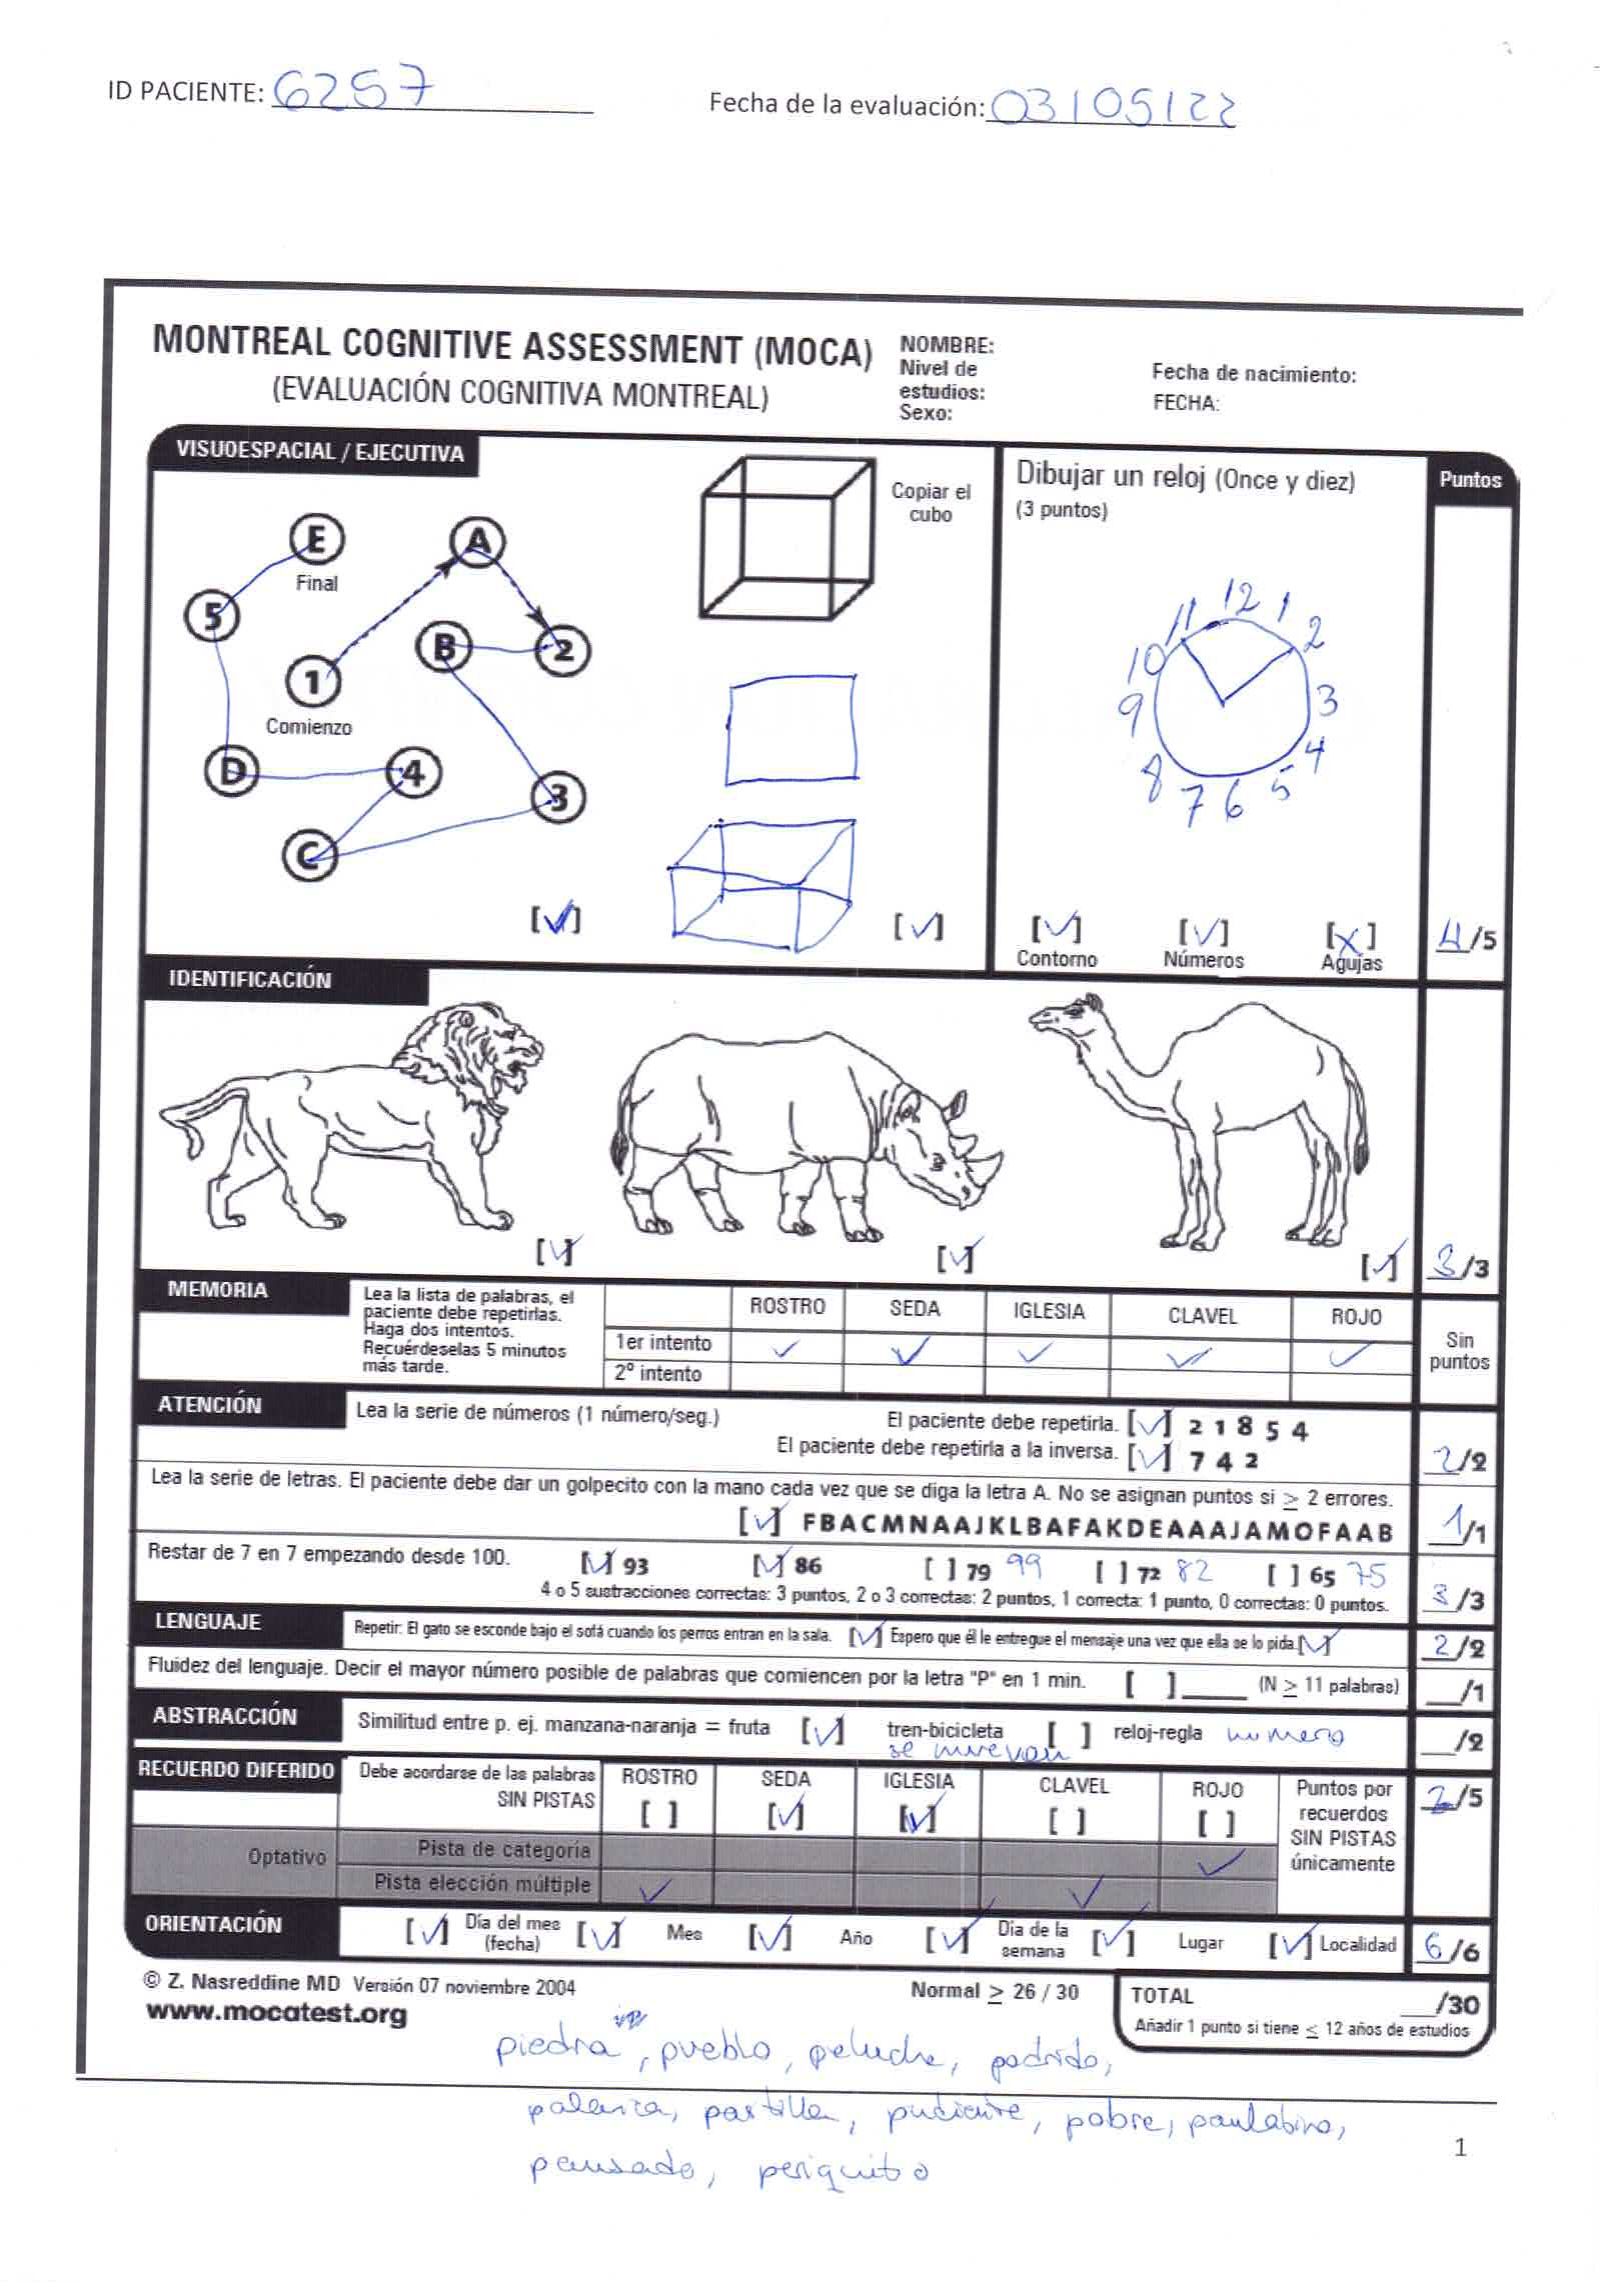 ID PACIENTE: 6257
Fecha de la evaluación: 03/05/22
MONTREAL COGNITIVE ASSESSMENT (MOCA)
(EVALUACIÓN COGNITIVA MONTREAL)
NOMBRE:
Nivel de estudios:
Sexo:
Fecha de nacimiento:
FECHA:
VISUOESPACIAL / EJECUTIVA
E
Final
A
5
B
2
1
Comienzo
D
4
3
C
[✓]
Copiar el
cubo
[✓]
Dibujar un reloj (Once y diez)
(3 puntos)
11 12 1
10 2
9 3
8 4
7 6 5
[✓] Contorno
[✓] Números
[x] Agujas
Puntos
4/5
IDENTIFICACIÓN
[✓] [✓] [✓] 3/3
MEMORIA
Lea la lista de palabras, el
paciente debe repetirlas.
Haga dos intentos.
Recuérdeselas 5 minutos
más tarde.
ROSTRO SEDA IGLESIA CLAVEL ROJO
1er intento ✓ ✓ ✓ ✓ ✓
2º intento
Sin
puntos
ATENCIÓN
Lea la serie de números (1 número/seg.)
El paciente debe repetirla. [✓] 2 1 8 5 4
El paciente debe repetirla a la inversa. [✓] 7 4 2
2/2
Lea la serie de letras. El paciente debe dar un golpecito con la mano cada vez que se diga la letra A. No se asignan puntos si ≥ 2 errores.
[✓] FBACMNAAJKLBAFAKDEAAAJAMOFAAB 1/1
Restar de 7 en 7 empezando desde 100. [✓] 93 [✓] 86 [ ] 79 99 [ ] 72 82 [ ] 65 75
4 o 5 sustracciones correctas: 3 puntos, 2 o 3 correctas: 2 puntos, 1 correcta: 1 punto, 0 correctas: 0 puntos. 3/3
LENGUAJE
Repetir: El gato se esconde bajo el sofá cuando los perros entran en la sala. [✓] Espero que él le entregue el mensaje una vez que ella se lo pida. [✓] 2/2
Fluidez del lenguaje. Decir el mayor número posible de palabras que comiencen por la letra "P" en 1 min. [ ] ____ (N ≥ 11 palabras) __/1
ABSTRACCIÓN
Similitud entre p. ej. manzana-naranja = fruta [✓] tren-bicicleta [ ] reloj-regla numero __/2
se muevan
RECUERDO DIFERIDO
Debe acordarse de las palabras
SIN PISTAS
ROSTRO SEDA IGLESIA CLAVEL ROJO
[ ] [✓] [✓] [ ] [ ]
Puntos por
recuerdos
SIN PISTAS
únicamente
2/5
Optativo
Pista de categoría ✓
Pista elección múltiple ✓ ✓
ORIENTACIÓN
[✓] Día del mes (fecha) [✓] Mes [✓] Año [✓] Día de la semana [✓] Lugar [✓] Localidad 6/6
© Z. Nasreddine MD Versión 07 noviembre 2004
www.mocatest.org
Normal ≥ 26 / 30
TOTAL __/30
Añadir 1 punto si tiene ≤ 12 años de estudios
piedra, pueblo, peluche, podrido,
pastilla, pudiente, pobre,
pensado, periquito
1